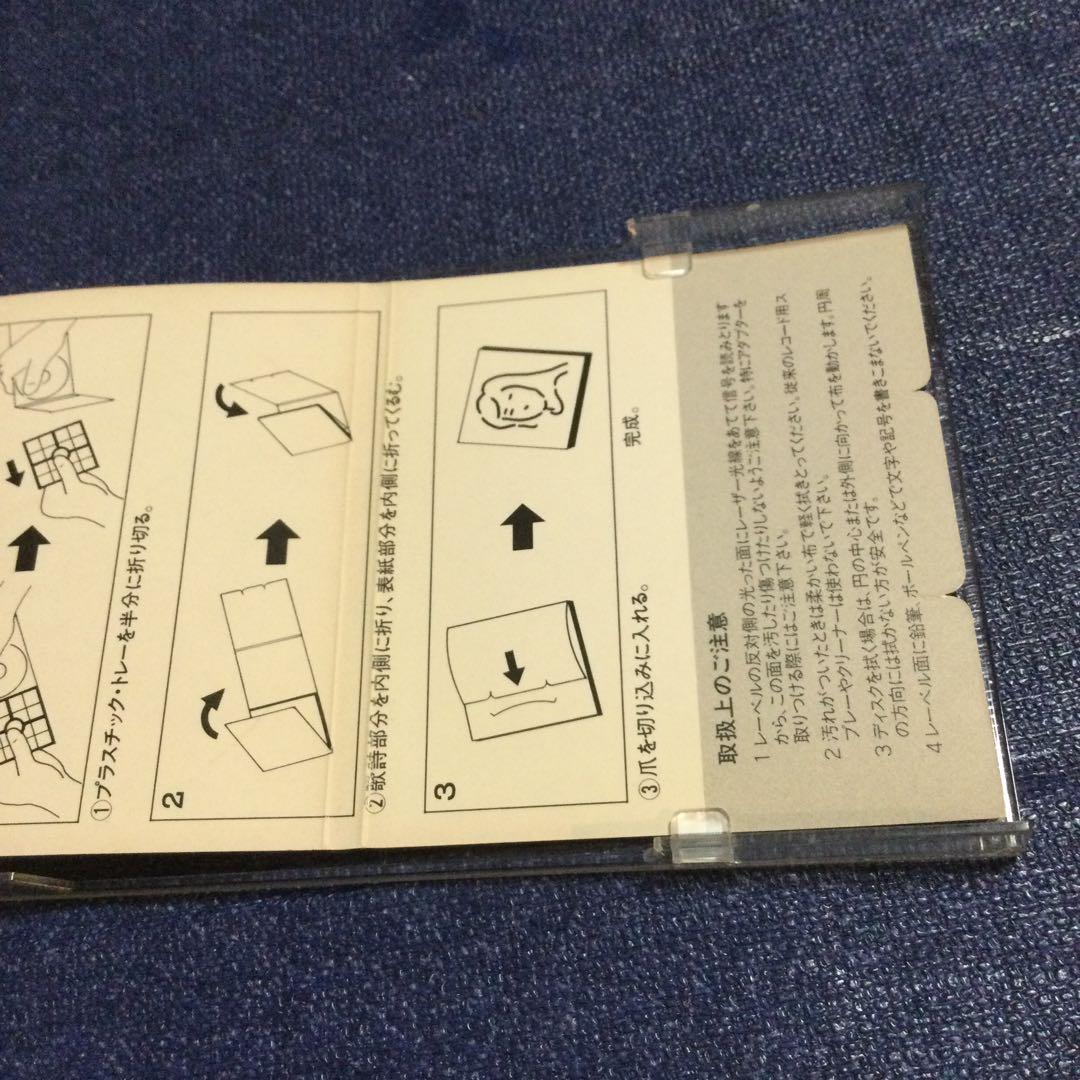 ①プラスチック・トレーを半分に折り切る。
2
②歌詩部分を内側に折り、表紙部分を内側に折ってくるむ。
3
完成。
③爪を切り込みに入れる。
取扱上のご注意
1 レーベルの反対側の光った面にレーザー光線をあてて信号を読みとります
から、この面を汚したり傷つけたりしないようご注意下さい。特にアダプターを
取りつける際にはご注意下さい。
2 汚れがついたときは柔かい布で軽く拭きとってください。従来のレコード用ス
プレーやクリーナーは使わないで下さい。
3 ディスクを拭く場合は、円の中心または外側に向かって布を動かします。円周
の方向には拭かない方が安全です。
4 レーベル面に鉛筆、ボールペンなどで文字や記号を書きこまないでください。